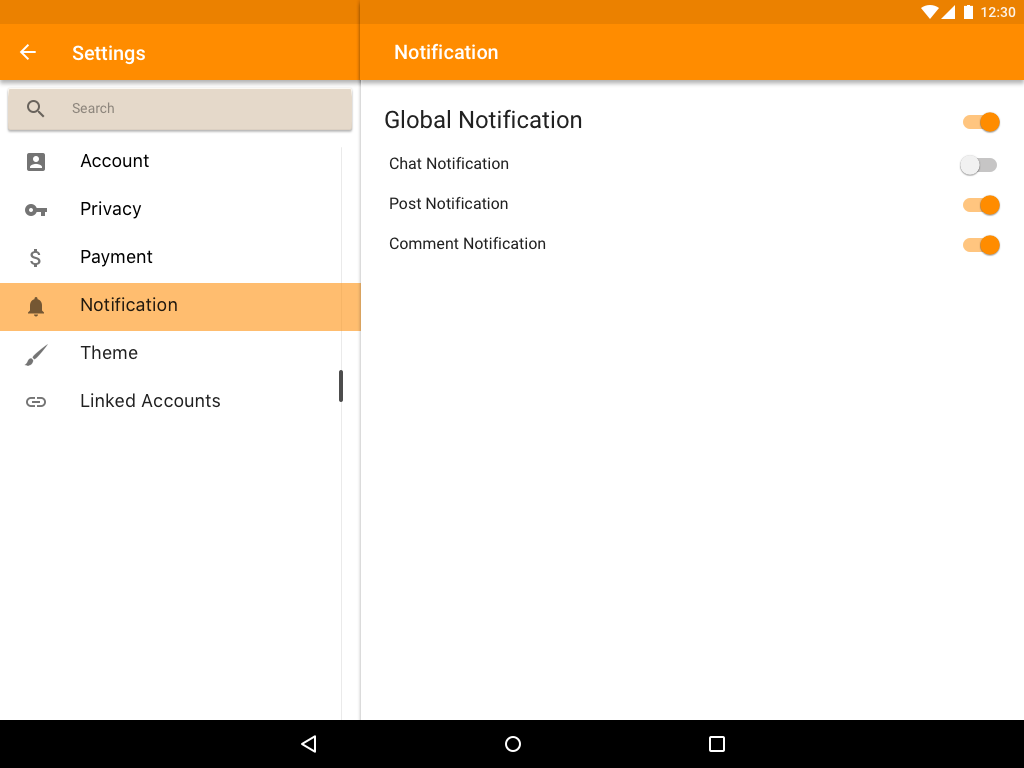 12:30
Settings
Notification
Search
Account
Privacy
Payment
Notification
Theme
Linked Accounts
Global Notification
Chat Notification
Post Notification
Comment Notification